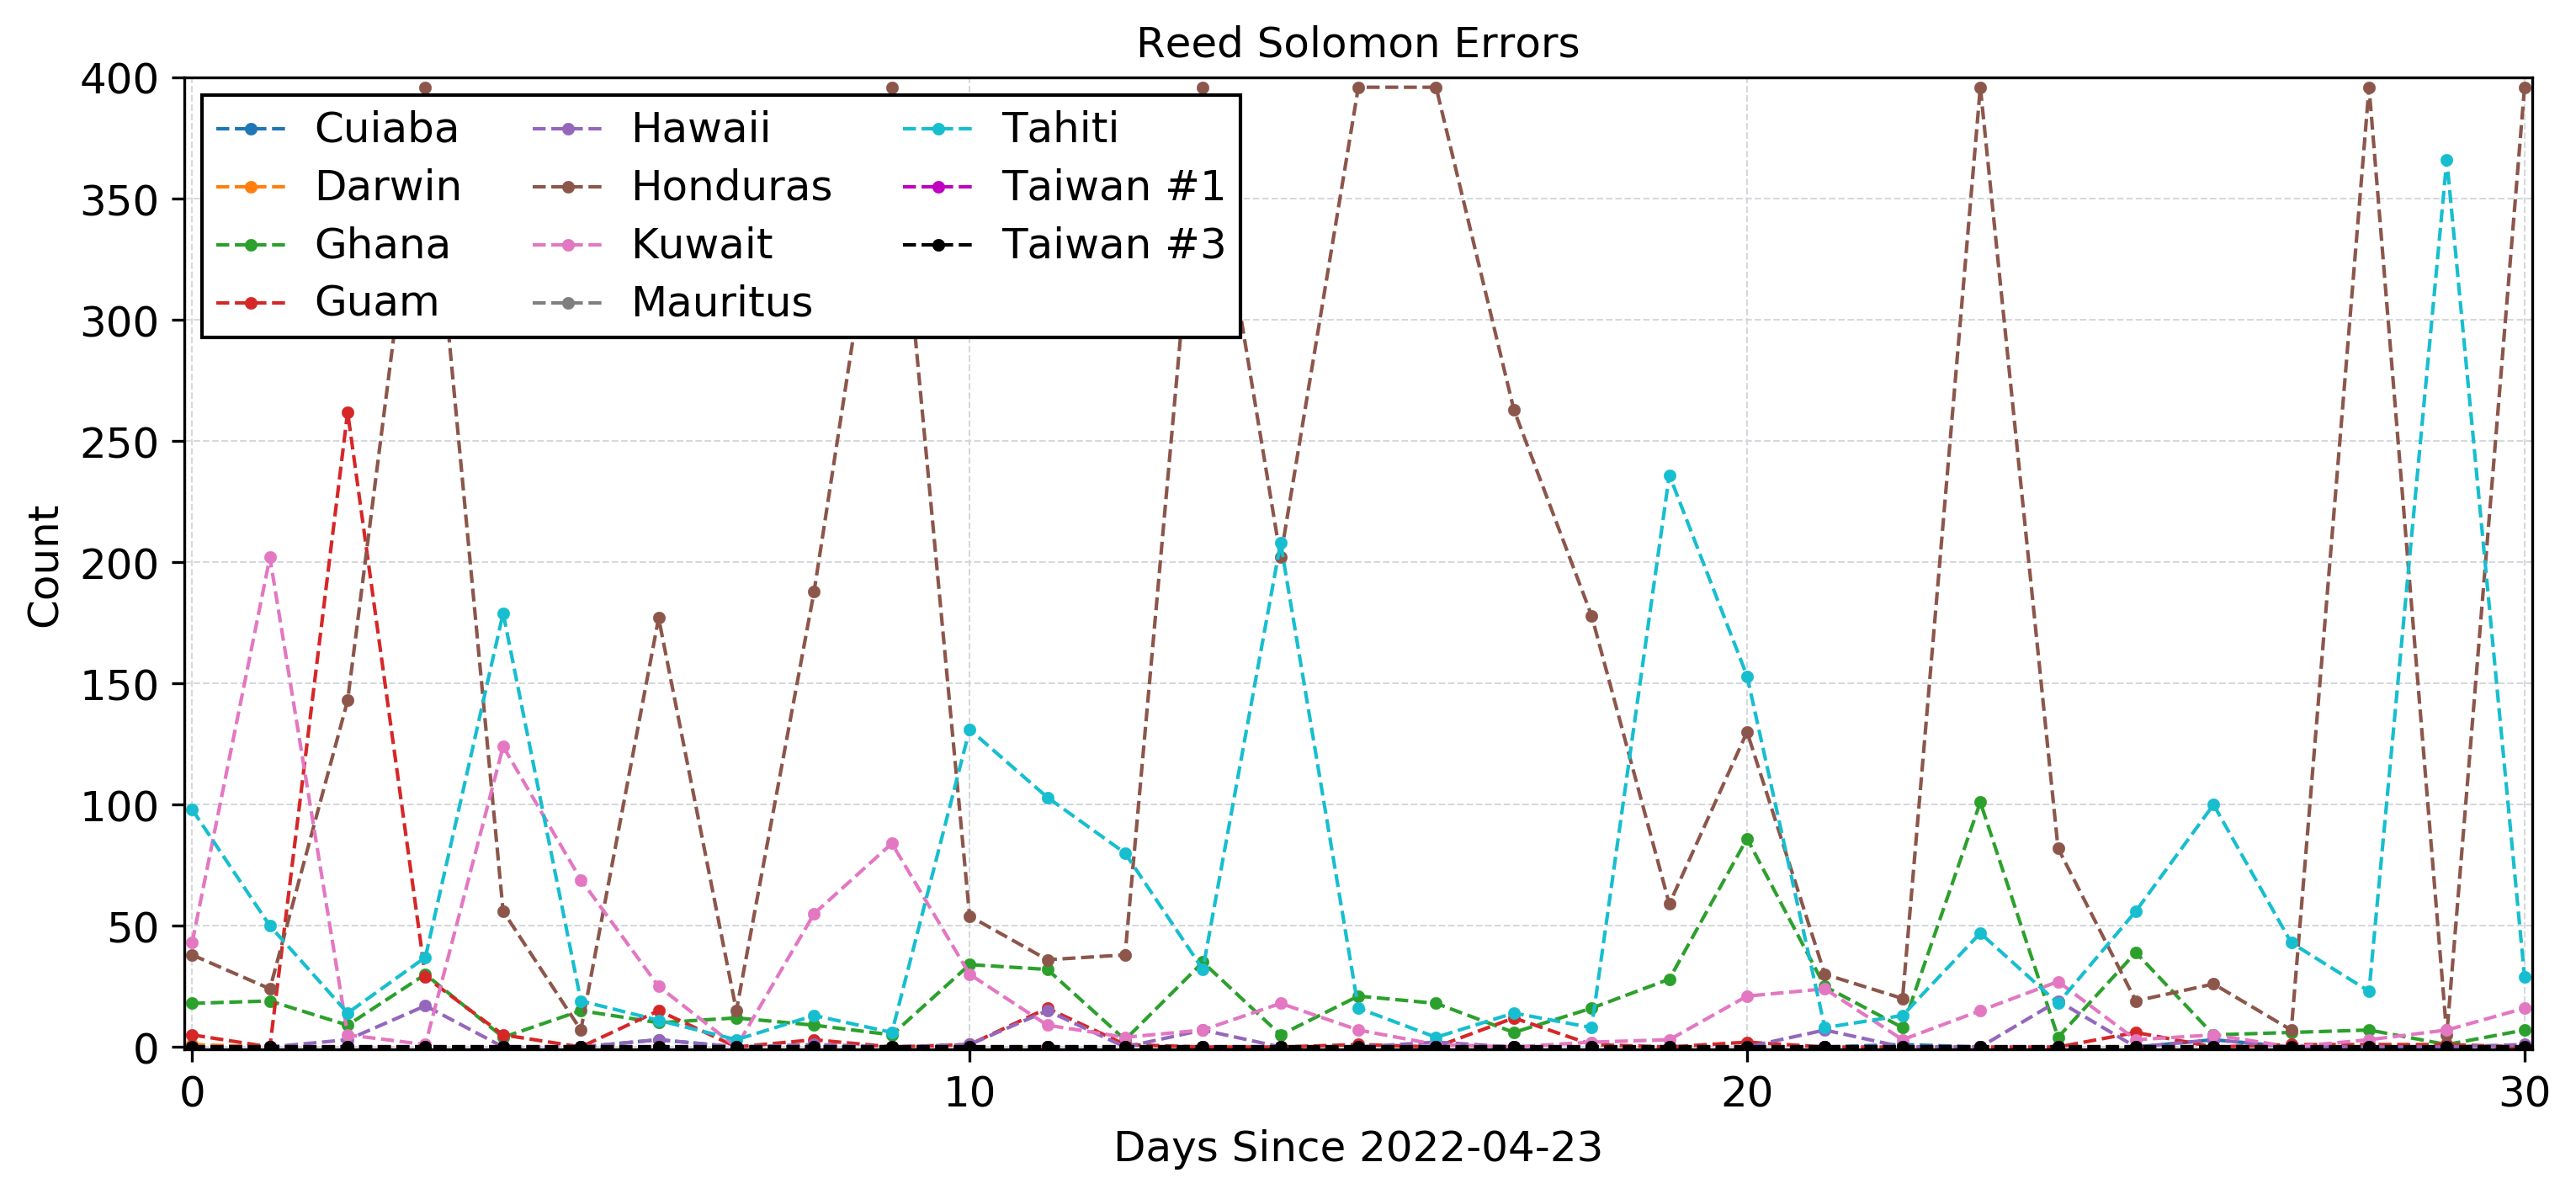 Reed Solomon Errors
400
350
300
250
200
150
100
50
0
Count
Cuiaba
Darwin
Ghana
Guam
Hawaii
Honduras
Kuwait
Mauritus
Tahiti
Taiwan #1
Taiwan #3
0 10 20 30
Days Since 2022-04-23